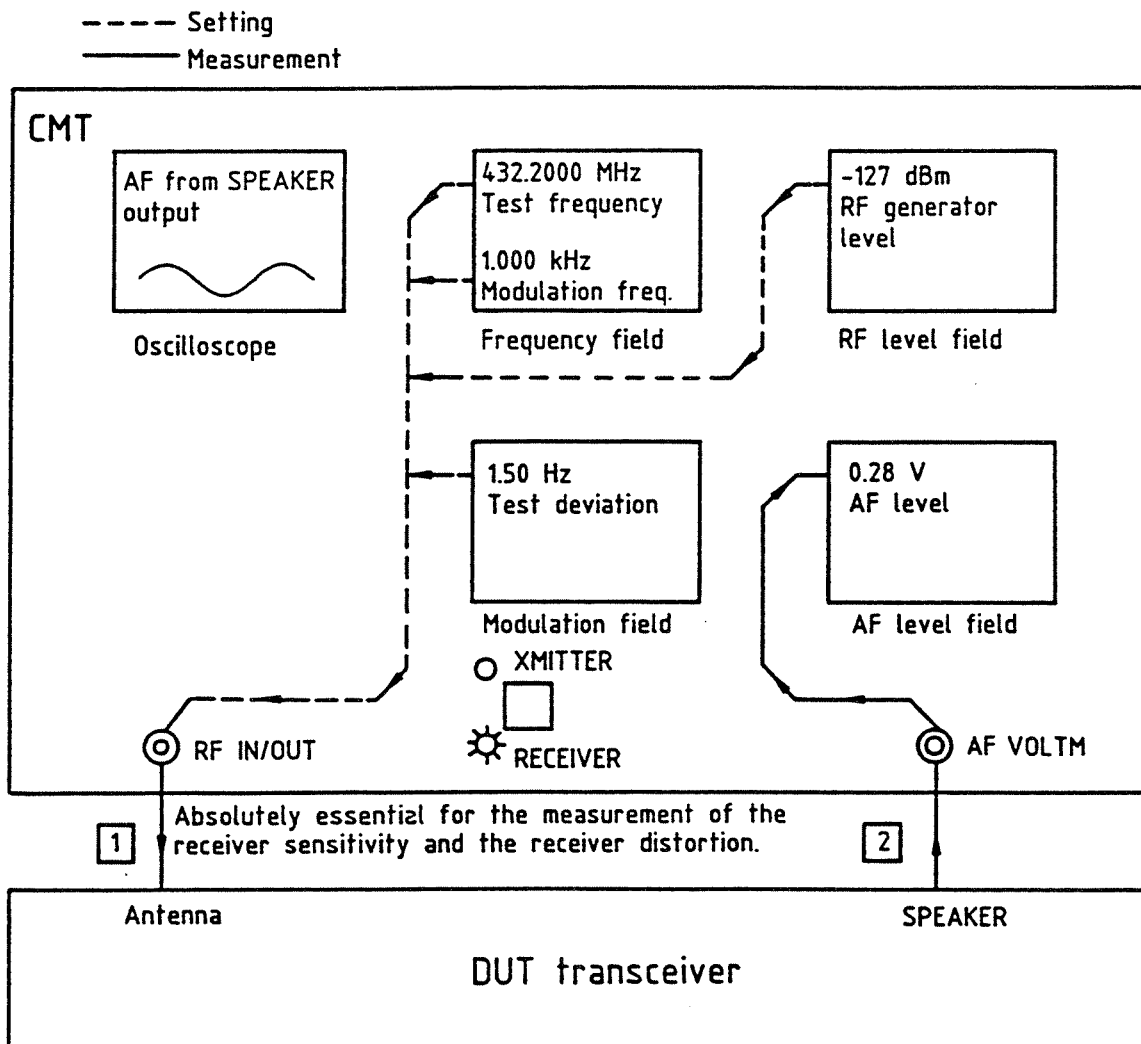 Setting
Measurement
CMT
AF from SPEAKER
output
Oscilloscope
432.2000 MHz
Test frequency
1.000 kHz
Modulation freq.
Frequency field
-127 dBm
RF generator
level
RF level field
1.50 Hz
Test deviation
Modulation field
0.28 V
AF level
AF level field
XMITTER
RECEIVER
RF IN/OUT
AF VOLTM
1
Absolutely essential for the measurement of the
receiver sensitivity and the receiver distortion.
2
Antenna
SPEAKER
DUT transceiver